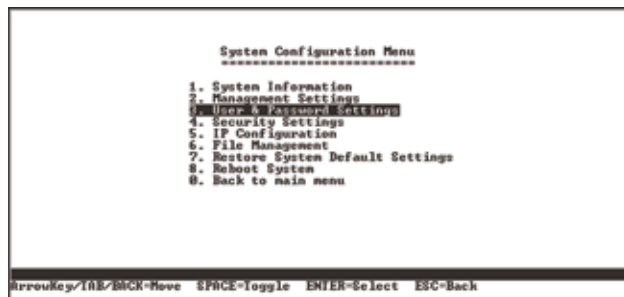 System Configuration Menu
=========================
1. System Information
2. Management Settings
3. User & Password Settings
4. Security Settings
5. IP Configuration
6. File Management
7. Restore System Default Settings
8. Reboot System
0. Back to main menu
ArrowKey/TAB/BACK=Move SPACE=Toggle ENTER=Select ESC=Back